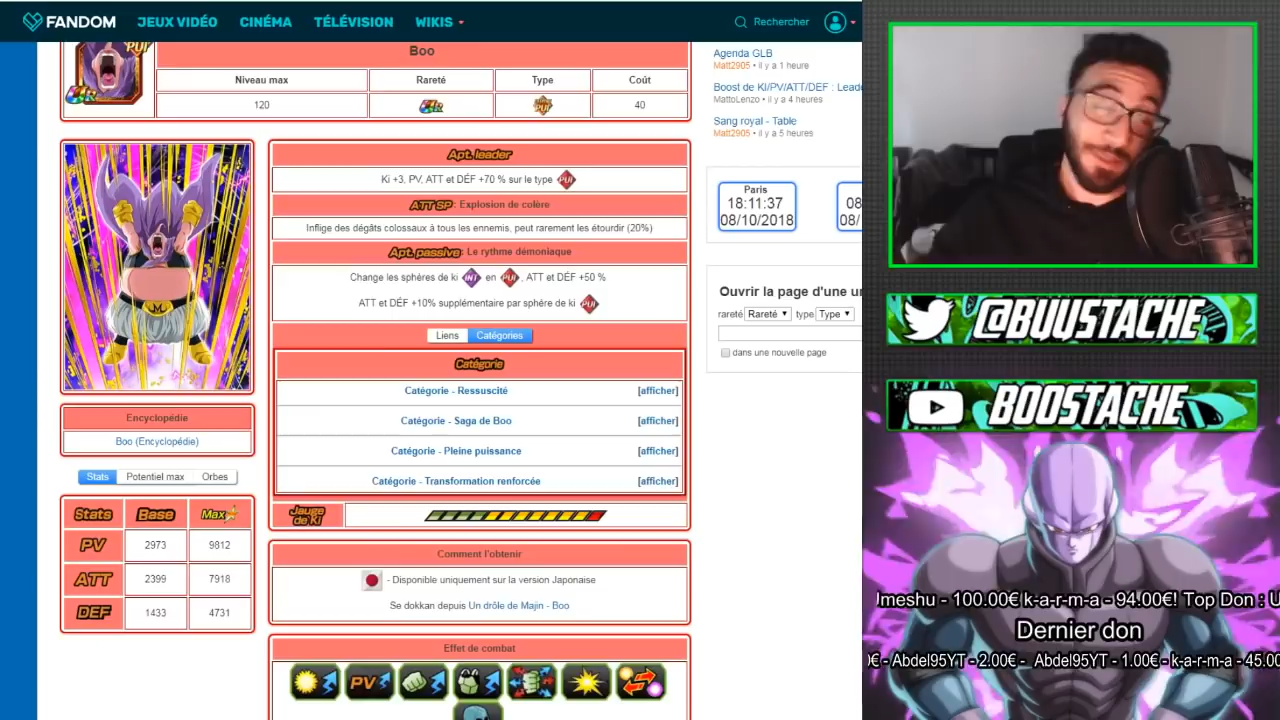 FANDOM JEUX VIDÉO CINÉMA TÉLÉVISION WIKIS Rechercher
Boo
Niveau max Rareté Type Coût
120 LR PUI 40
Agenda GLB
Matt2905 • il y a 1 heure
Boost de KI/PV/ATT/DEF : Leade
MattoLenzo • il y a 4 heures
Sang royal - Table
Matt2905 • il y a 5 heures
Apt. leader
Ki +3, PV, ATT et DÉF +70 % sur le type PUI
ATT SP : Explosion de colère
Inflige des dégâts colossaux à tous les ennemis, peut rarement les étourdir (20%)
Apt. passive : Le rythme démoniaque
Change les sphères de ki INT en PUI, ATT et DÉF +50 %
ATT et DÉF +10% supplémentaire par sphère de ki PUI
Liens Catégories
Catégorie
Catégorie - Ressuscité [afficher]
Catégorie - Saga de Boo [afficher]
Catégorie - Pleine puissance [afficher]
Catégorie - Transformation renforcée [afficher]
Jauge de Ki
Paris
18:11:37
08/10/2018
08
08/
Ouvrir la page d'une un
rareté Rareté type Type
dans une nouvelle page
Encyclopédie
Boo (Encyclopédie)
Stats Potentiel max Orbes
Stats Base Max
PV 2973 9812
ATT 2399 7918
DEF 1433 4731
Comment l'obtenir
- Disponible uniquement sur la version Japonaise
Se dokkan depuis Un drôle de Majin - Boo
Effet de combat
PV
@BUUSTACHE
BOOSTACHE
Jmeshu - 100.00€ k-a-r-m-a - 94.00€! Top Don : U
Dernier don
0€ - Abdel95YT - 2.00€ - Abdel95YT - 1.00€ - k-a-r-m-a - 45.00